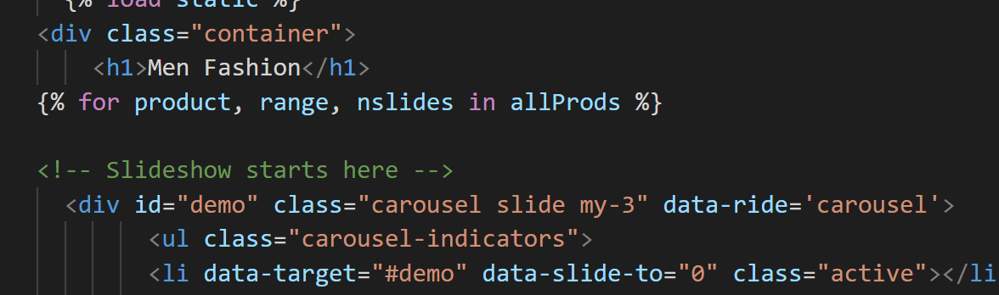 {% load static %}
<div class="container">
<h1>Men Fashion</h1>
{% for product, range, nslides in allProds %}
<!-- Slideshow starts here -->
<div id="demo" class="carousel slide my-3" data-ride='carousel'>
<ul class="carousel-indicators">
<li data-target="#demo" data-slide-to="0" class="active"></li